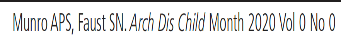 Munro APS, Faust SN. Arch Dis Child Month 2020 Vol 0 No 0